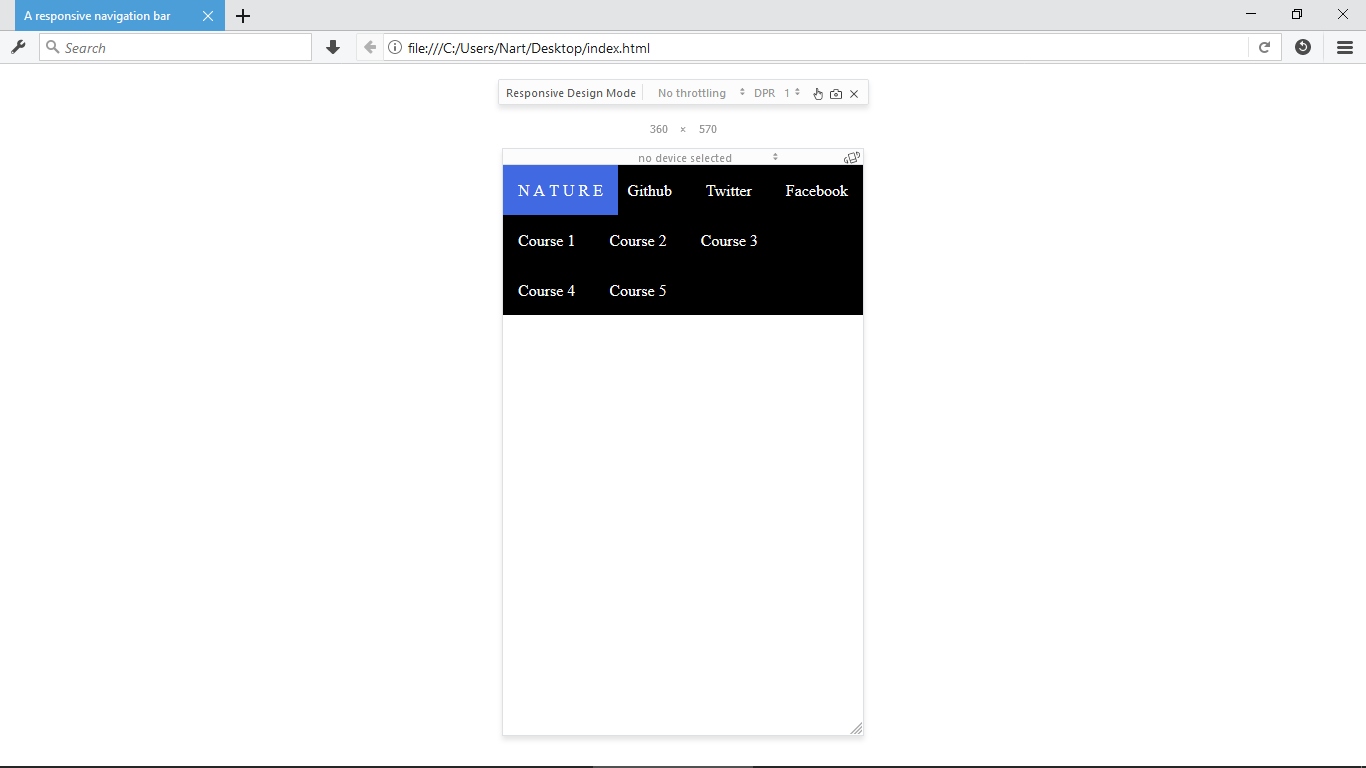 A responsive navigation bar
Search
file:///C:/Users/Nart/Desktop/index.html
Responsive Design Mode No throttling DPR 1
360 × 570
no device selected
N A T U R E Github Twitter Facebook
Course 1 Course 2 Course 3
Course 4 Course 5